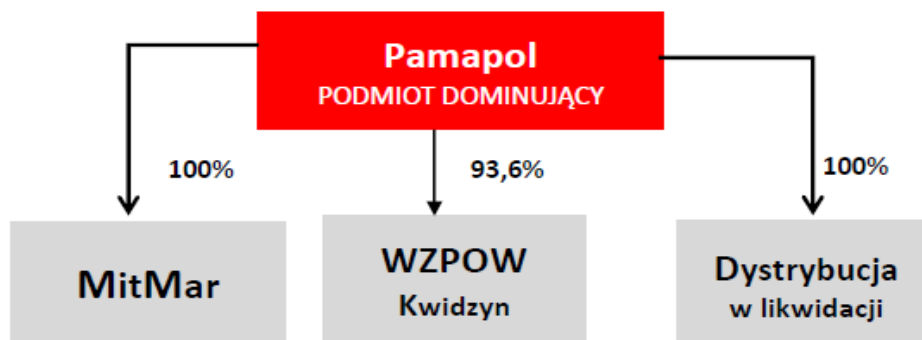 Pamapol
PODMIOT DOMINUJĄCY
100%
93,6%
100%
MitMar
WZPOW
Kwidzyn
Dystrybucja
w likwidacji